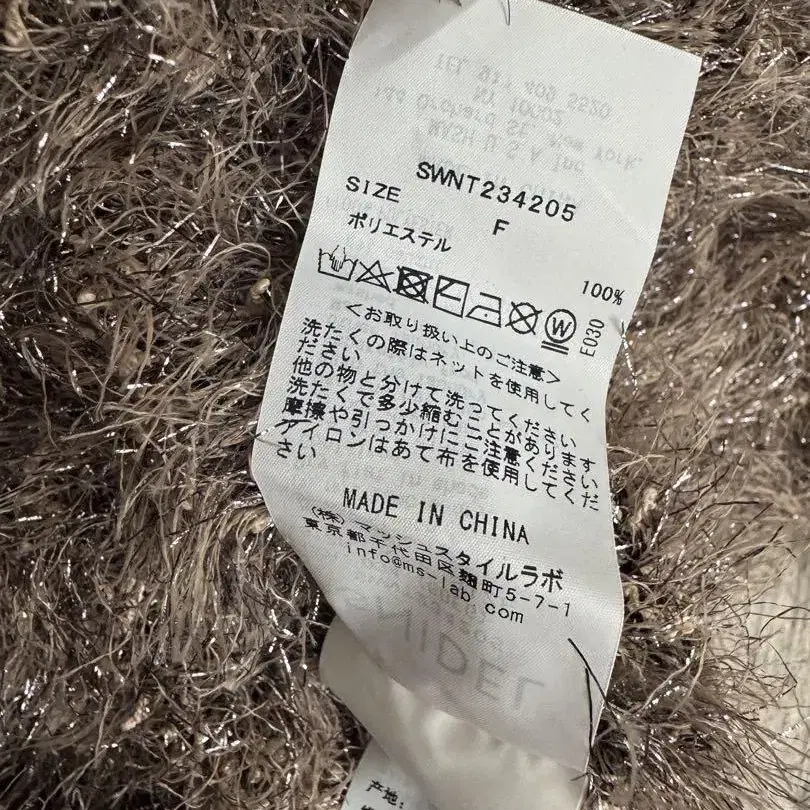 SWNT234205
SIZE F
ポリエステル 100%
W
E030
<お取り扱い上のご注意>
洗たくの際はネットを使用してく
ださい
他の物と分けて洗ってください
洗たくで多少縮むことがあります
摩擦や引っかけにご注意ください
アイロンはあて布を使用してくだ
さい
MADE IN CHINA
(株)マッシュスタイルラボ
東京都千代田区麹町5-7-1
info@ms-lab.com
SNIDEL
产地: